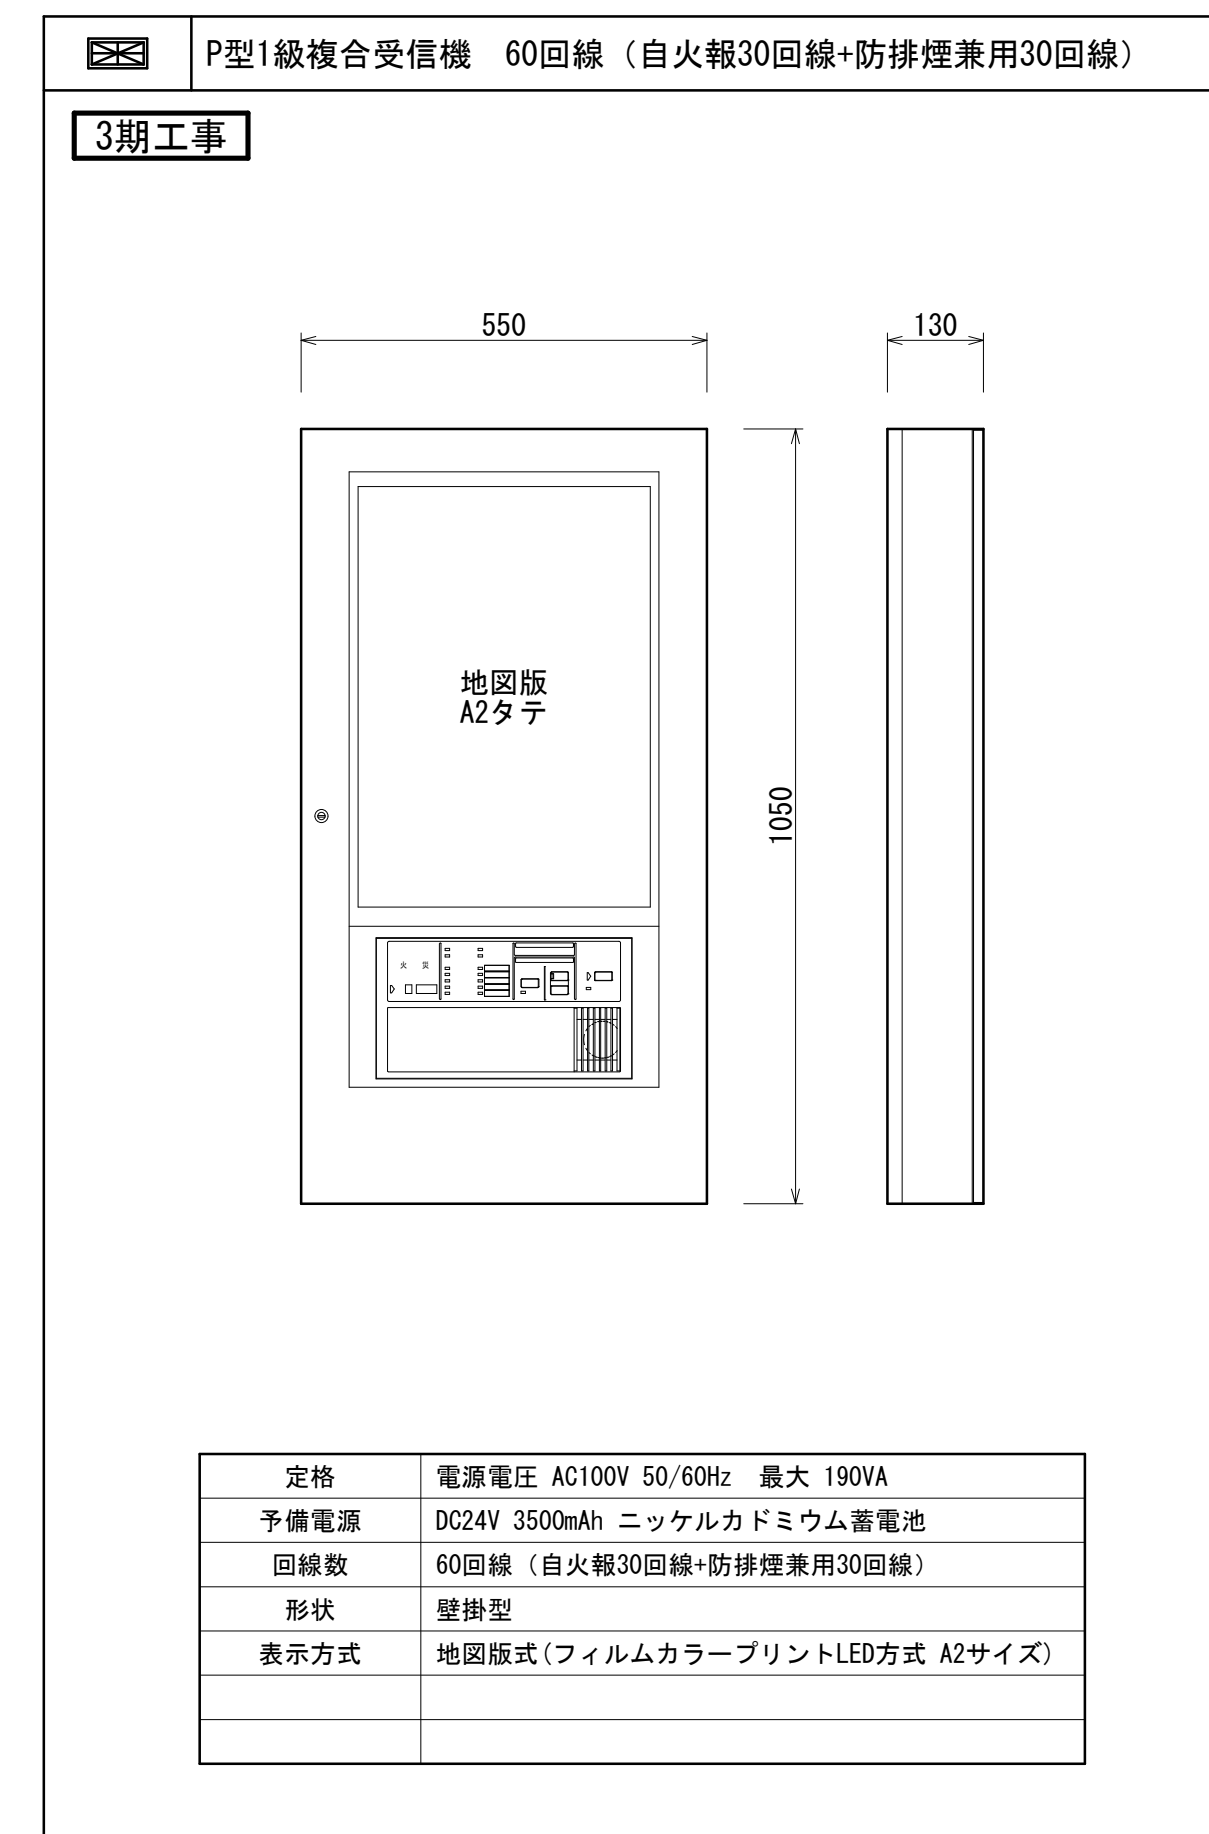 P型1級複合受信機　60回線（自火報30回線+防排煙兼用30回線）
3期工事
550
130
地図版
A2タテ
1050
火 災
定格 電源電圧 AC100V 50/60Hz　最大 190VA
予備電源 DC24V 3500mAh ニッケルカドミウム蓄電池
回線数 60回線（自火報30回線+防排煙兼用30回線）
形状 壁掛型
表示方式 地図版式(フィルムカラープリントLED方式 A2サイズ)